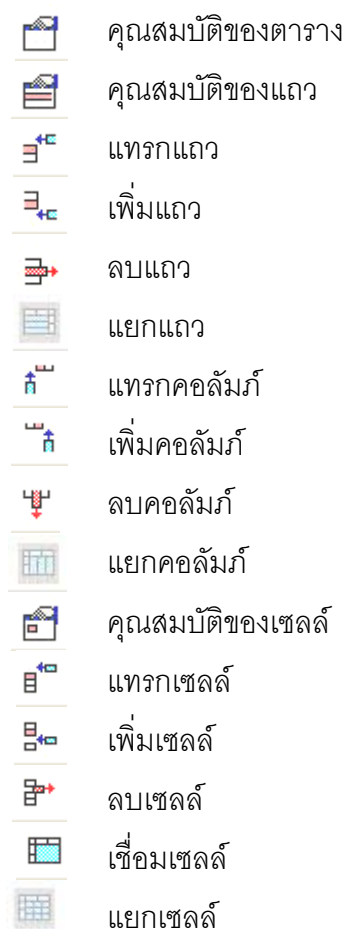 คุณสมบัติของตาราง
คุณสมบัติของแถว
แทรกแถว
เพิ่มแถว
ลบแถว
แยกแถว
แทรกคอลัมภ์
เพิ่มคอลัมภ์
ลบคอลัมภ์
แยกคอลัมภ์
คุณสมบัติของเซลล์
แทรกเซลล์
เพิ่มเซลล์
ลบเซลล์
เชื่อมเซลล์
แยกเซลล์